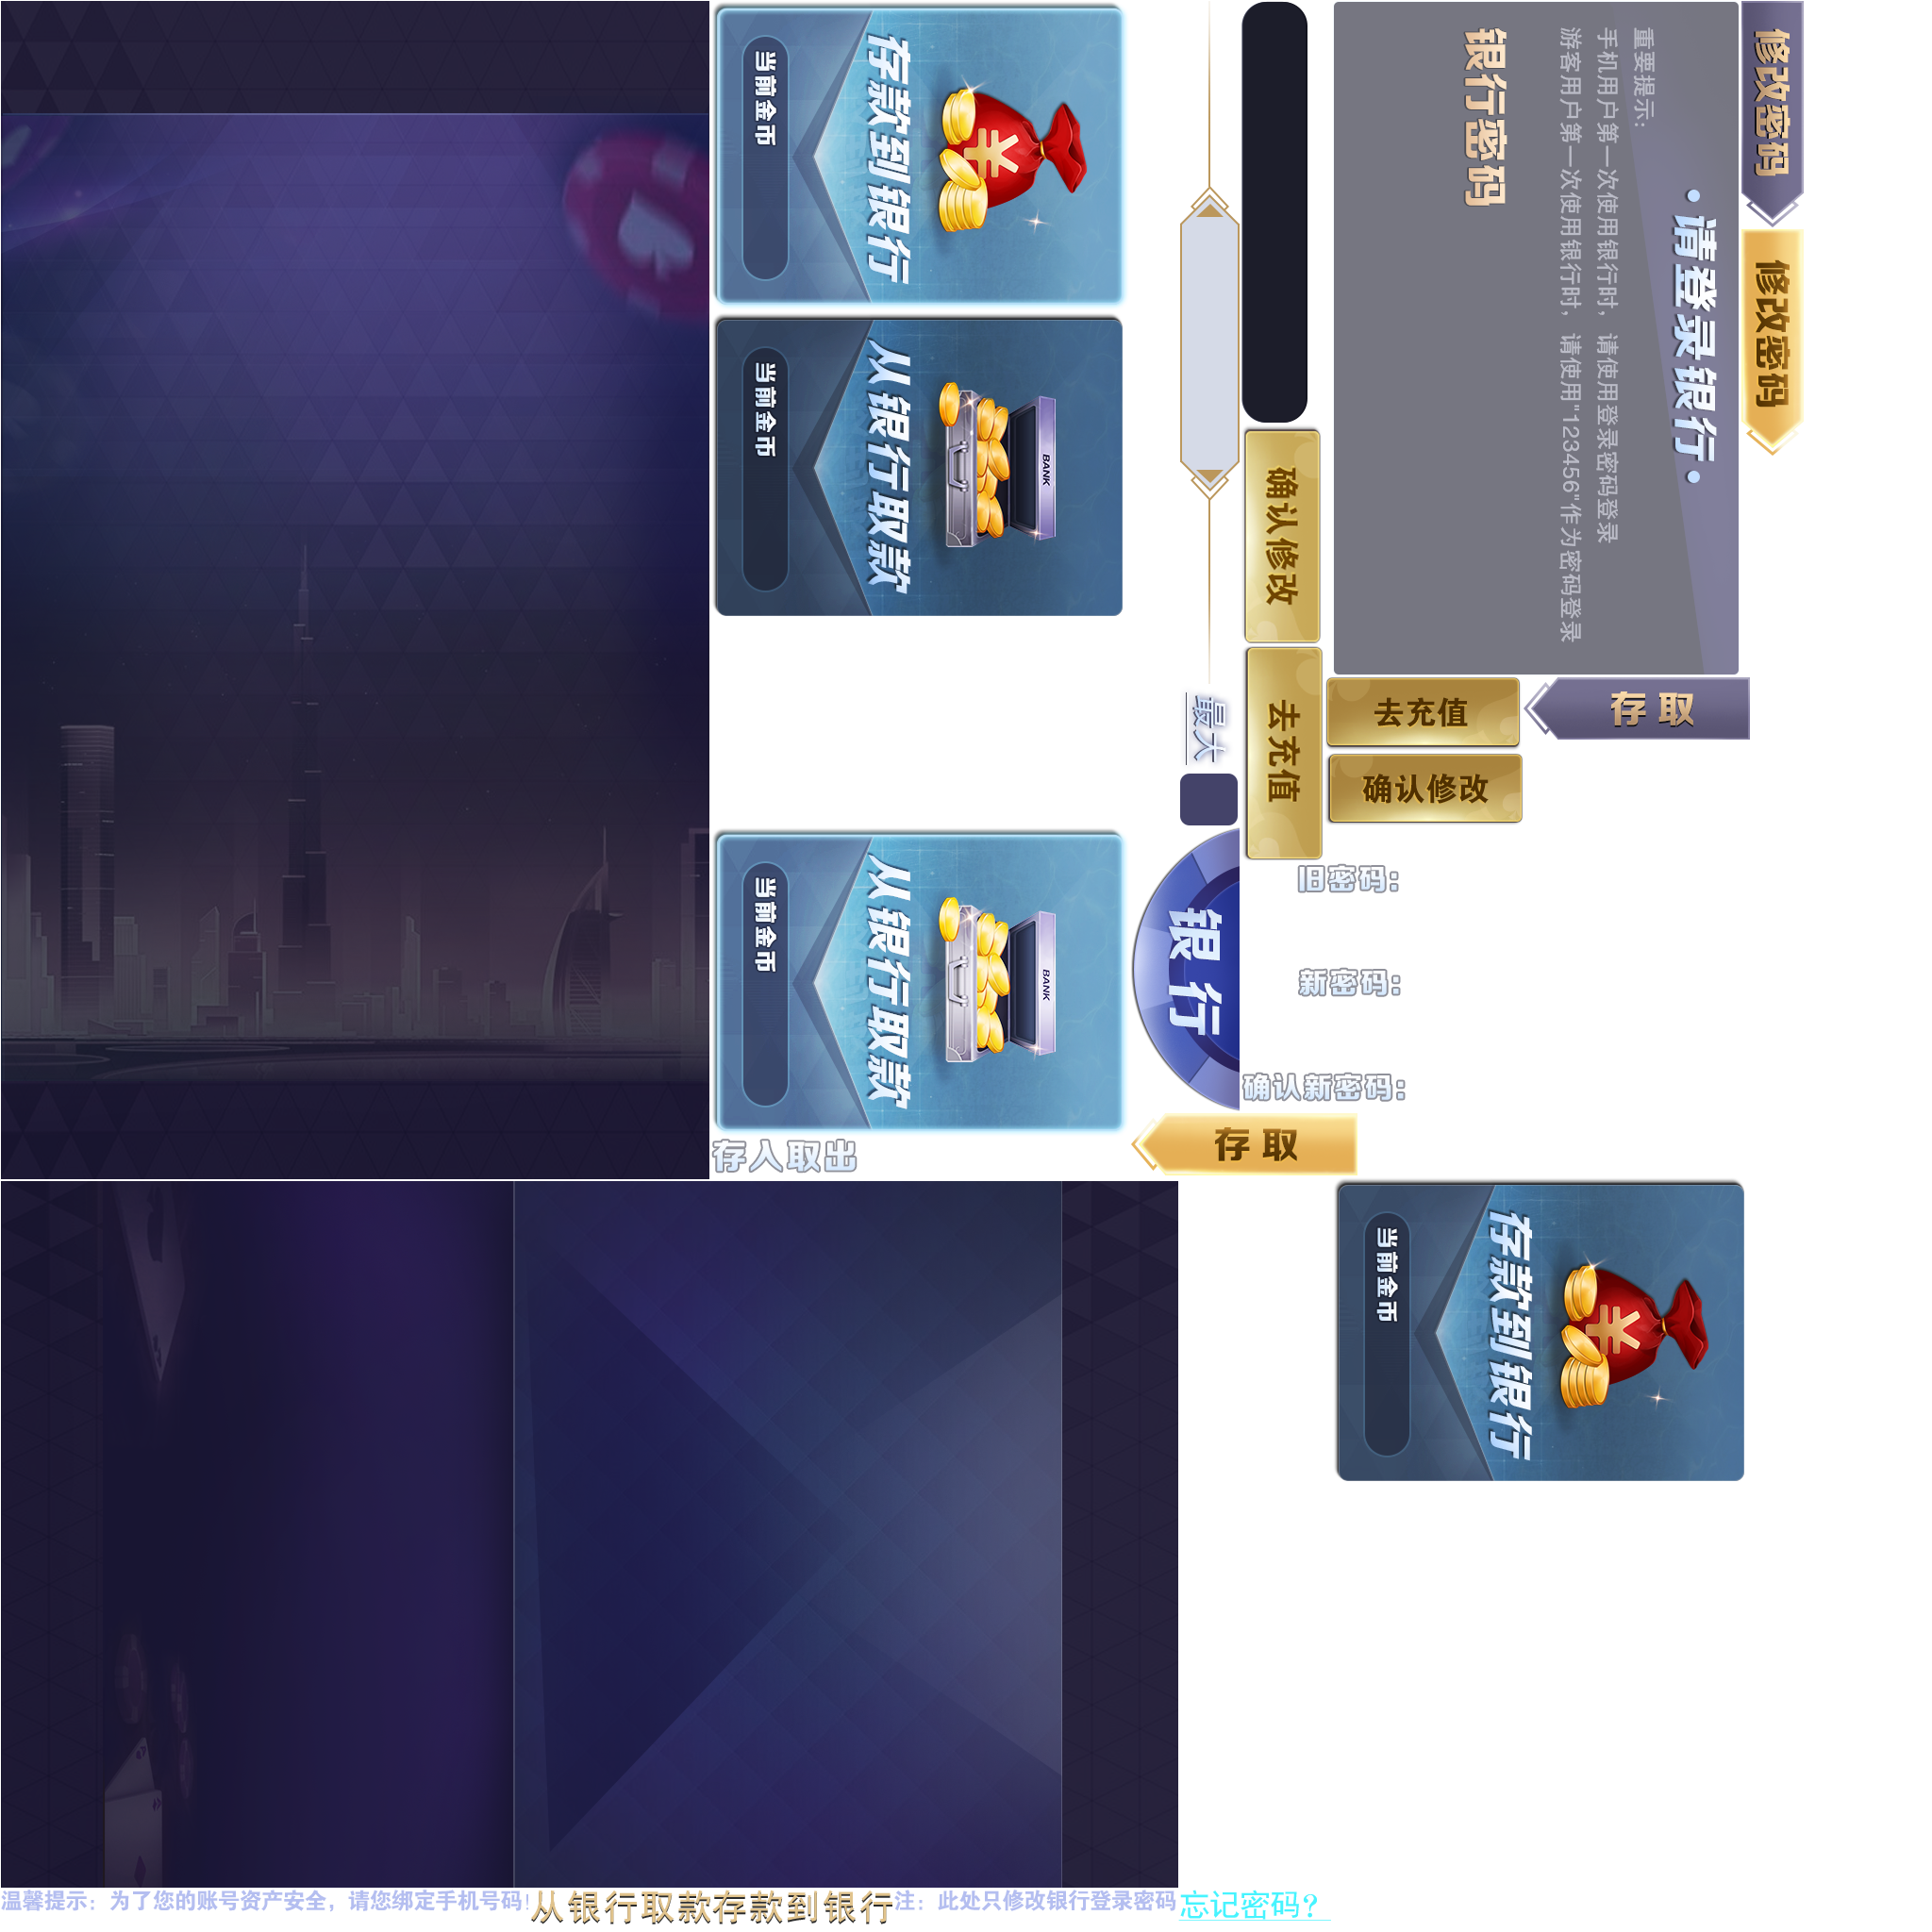 修改密码
修改密码
·请登录银行·
重要提示:
手机用户第一次使用银行时，请使用登录密码登录
游客用户第一次使用银行时，请使用"123456"作为密码登录
银行密码
存款到银行
¥
当前金币
从银行取款
BANK
当前金币
确认修改
去充值
最大
去充值
存取
确认修改
旧密码:
新密码:
确认新密码:
银行
从银行取款
BANK
当前金币
存入取出
存取
存款到银行
¥
当前金币
温馨提示：为了您的账号资产安全，请您绑定手机号码!
从银行取款存款到银行
注：此处只修改银行登录密码
忘记密码？